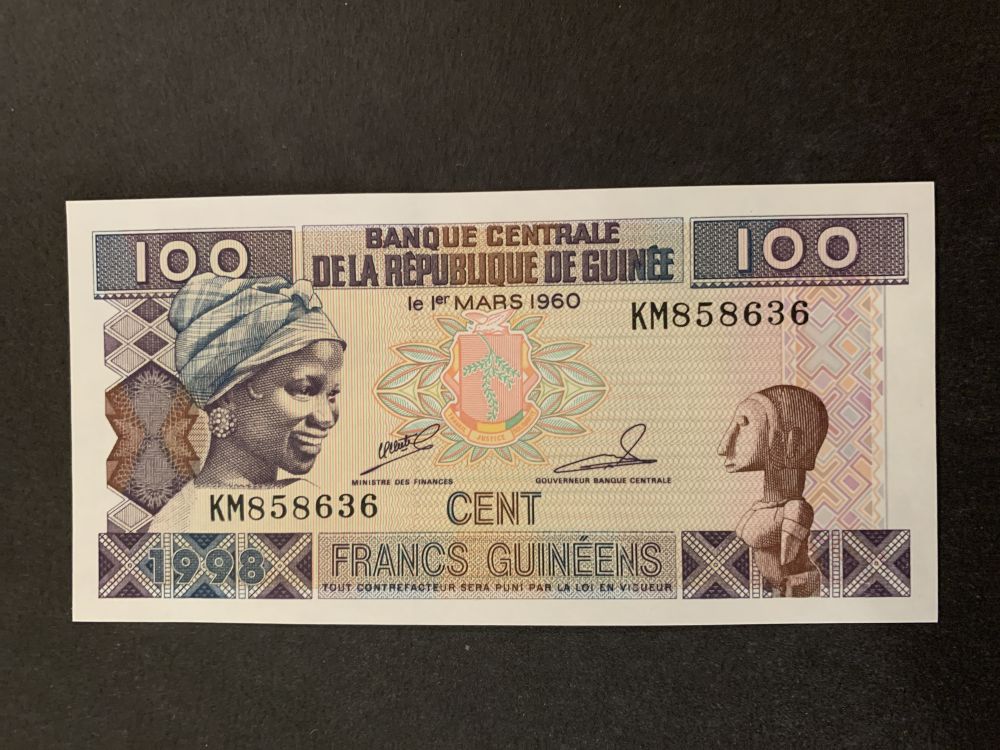 100
BANQUE CENTRALE
DE LA RÉPUBLIQUE DE GUINÉE
100
le 1er MARS 1960
KM858636
JUSTICE
MINISTRE DES FINANCES
GOUVERNEUR BANQUE CENTRALE
KM858636
CENT
1998
FRANCS GUINÉENS
TOUT CONTREFACTEUR SERA PUNI PAR LA LOI EN VIGUEUR